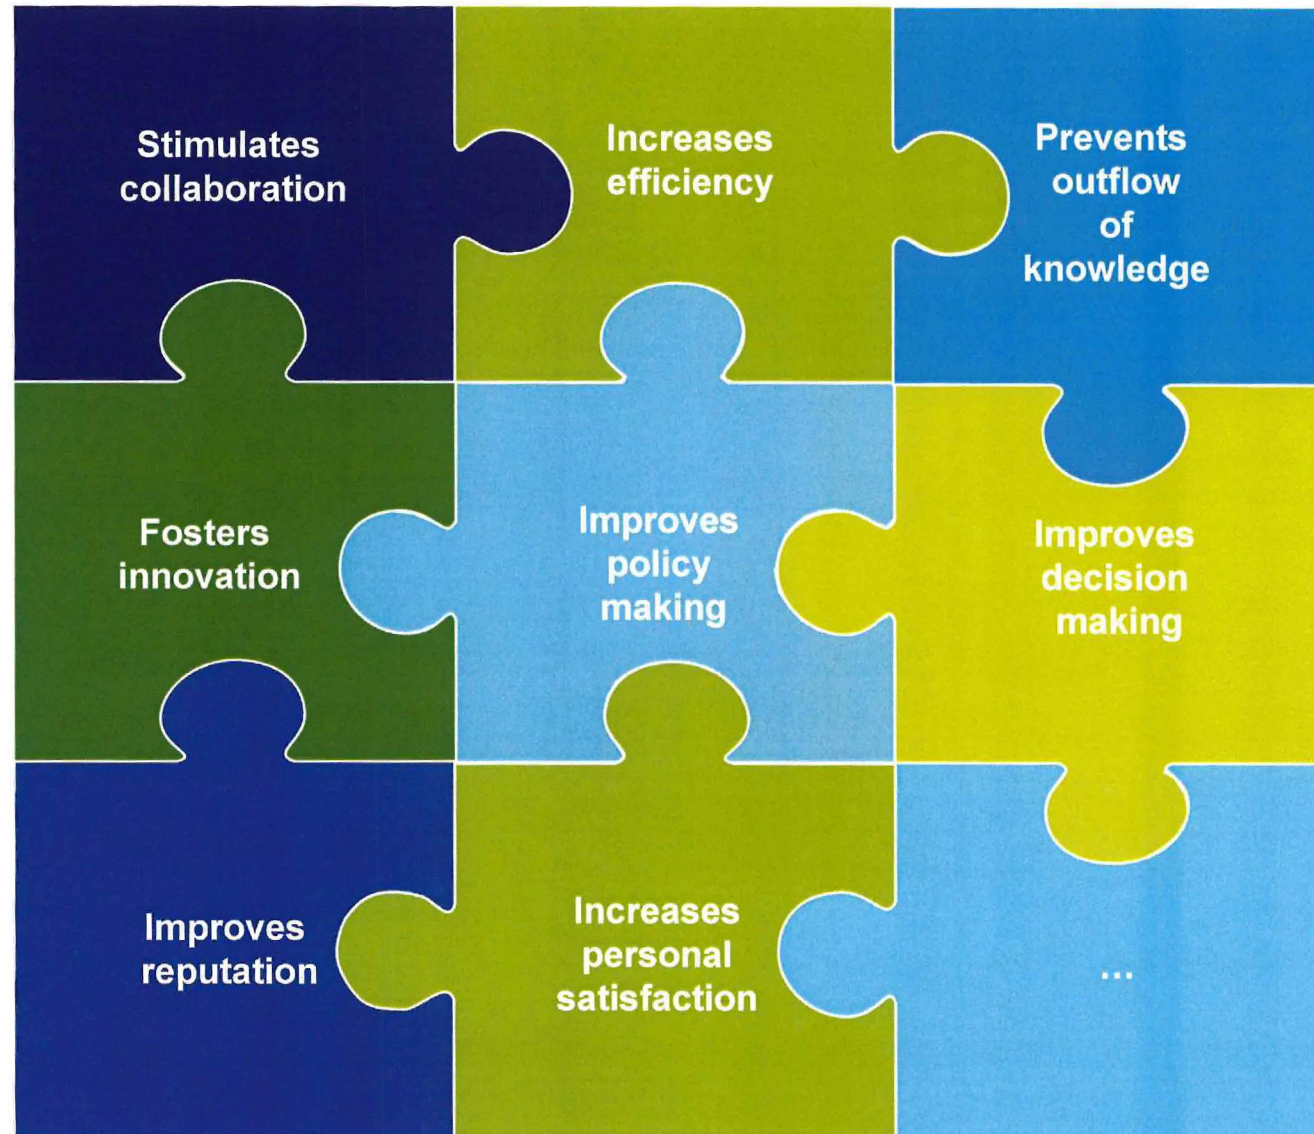 Stimulates
collaboration
Increases
efficiency
Prevents
outflow
of
knowledge
Fosters
innovation
Improves
policy
making
Improves
decision
making
Improves
reputation
Increases
personal
satisfaction
...